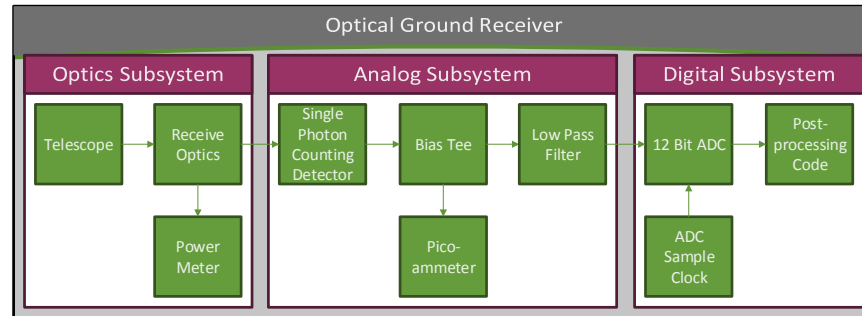 Optical Ground Receiver
Optics Subsystem
Analog Subsystem
Digital Subsystem
Telescope
Receive
Optics
Single
Photon
Counting
Detector
Bias Tee
Low Pass
Filter
12 Bit ADC
Post-
processing
Code
Power
Meter
Pico-
ammeter
ADC
Sample
Clock